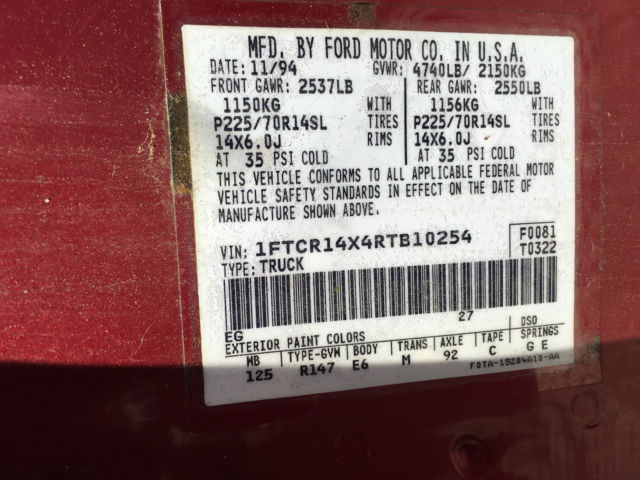 MFD. BY FORD MOTOR CO. IN U.S.A.
DATE: 11/94 GVWR: 4740LB/ 2150KG
FRONT GAWR: 2537LB REAR GAWR: 2550LB
1150KG WITH 1156KG WITH
P225/70R14SL TIRES P225/70R14SL TIRES
14X6.0J RIMS 14X6.0J RIMS
AT 35 PSI COLD AT 35 PSI COLD
THIS VEHICLE CONFORMS TO ALL APPLICABLE FEDERAL MOTOR
VEHICLE SAFETY STANDARDS IN EFFECT ON THE DATE OF
MANUFACTURE SHOWN ABOVE.
VIN: 1FTCR14X4RTB10254 F0081
TYPE: TRUCK T0322
27
EG DSO
EXTERIOR PAINT COLORS
WB TYPE-GVW BODY TRANS AXLE TAPE SPRINGS
125 R147 E6 M 92 C G E
F0TA-15204A10-AA